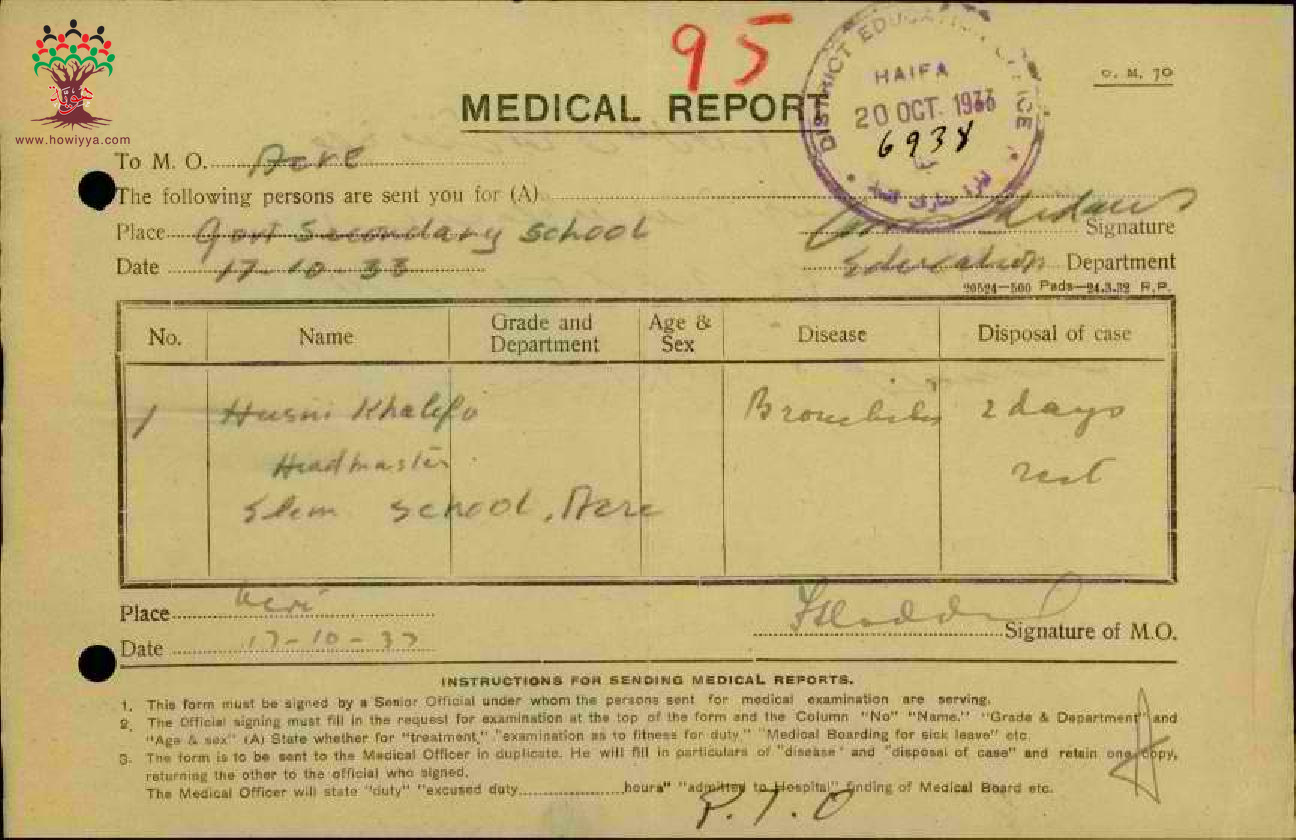 95
DISTRICT EDUCATION OFFICE
HAIFA
20 OCT. 1933
6938
O. M. 70
MEDICAL REPORT
www.howiyya.com
To M. O. Acre
The following persons are sent you for (A)
Place Govt Secondary School
Signature
Date 17-10-33
Education Department
20524—500 Pads—24.3.32 R.P.
No. Name Grade and Department Age & Sex Disease Disposal of case
1 Husni Khalifa Bronchitis 2 days
Headmaster rest
Elem School, Acre
Place Acre
Signature of M.O.
Date 17-10-33
INSTRUCTIONS FOR SENDING MEDICAL REPORTS.
1. This form must be signed by a Senior Official under whom the persons sent for medical examination are serving.
2. The Official signing must fill in the request for examination at the top of the form and the Column "No" "Name." "Grade & Department" and
"Age & sex" (A) State whether for "treatment," "examination as to fitness for duty." "Medical Boarding for sick leave" etc.
3. The form is to be sent to the Medical Officer in duplicate. He will fill in particulars of "disease" and "disposal of case" and retain one copy,
returning the other to the official who signed.
The Medical Officer will state "duty" "excused duty hours" "admitted to Hospital" finding of Medical Board etc.
P.T.O